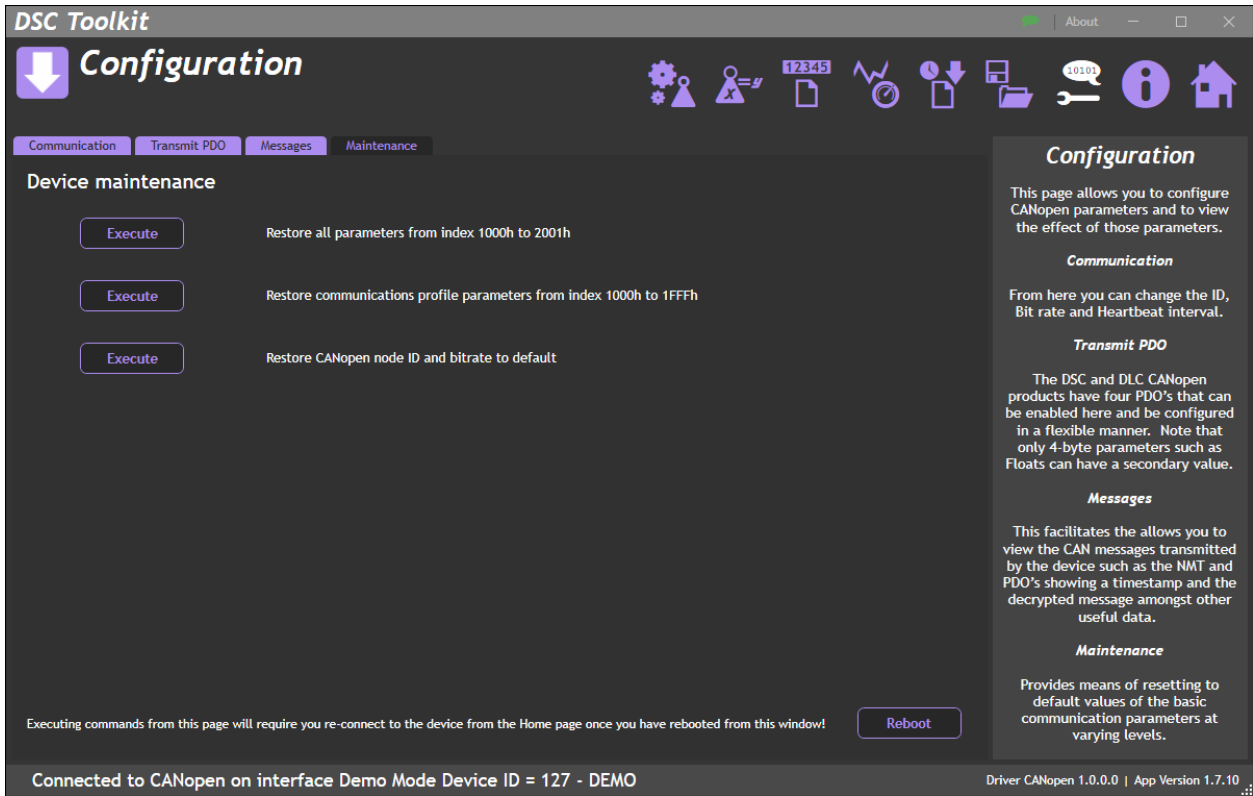 DSC Toolkit
About
Configuration
12345
10101
x
=y
Communication
Transmit PDO
Messages
Maintenance
Device maintenance
Execute
Restore all parameters from index 1000h to 2001h
Execute
Restore communications profile parameters from index 1000h to 1FFFh
Execute
Restore CANopen node ID and bitrate to default
Executing commands from this page will require you re-connect to the device from the Home page once you have rebooted from this window!
Reboot
Configuration
This page allows you to configure
CANopen parameters and to view
the effect of those parameters.
Communication
From here you can change the ID,
Bit rate and Heartbeat interval.
Transmit PDO
The DSC and DLC CANopen
products have four PDO's that can
be enabled here and be configured
in a flexible manner. Note that
only 4-byte parameters such as
Floats can have a secondary value.
Messages
This facilitates the allows you to
view the CAN messages transmitted
by the device such as the NMT and
PDO's showing a timestamp and the
decrypted message amongst other
useful data.
Maintenance
Provides means of resetting to
default values of the basic
communication parameters at
varying levels.
Connected to CANopen on interface Demo Mode Device ID = 127 - DEMO
Driver CANopen 1.0.0.0 | App Version 1.7.10